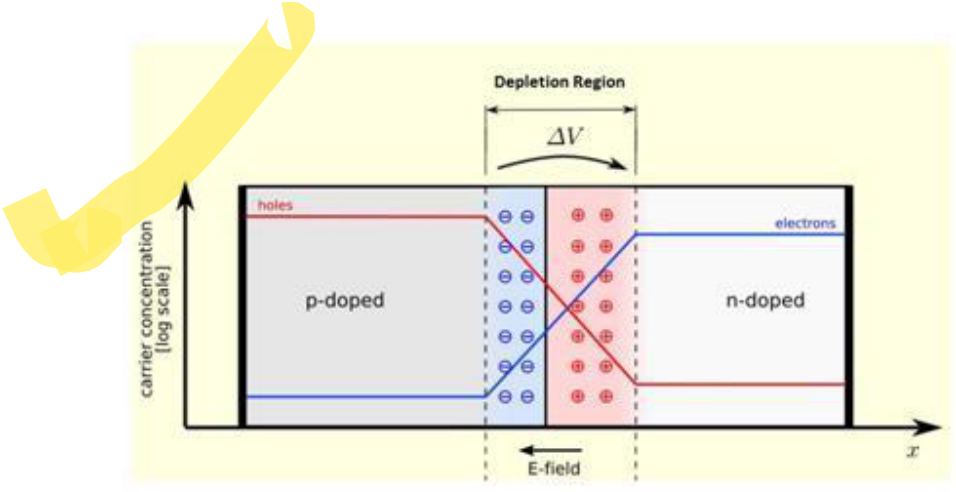 Depletion Region
ΔV
holes
electrons
carrier concentration
[log scale]
p-doped
n-doped
x
E-field